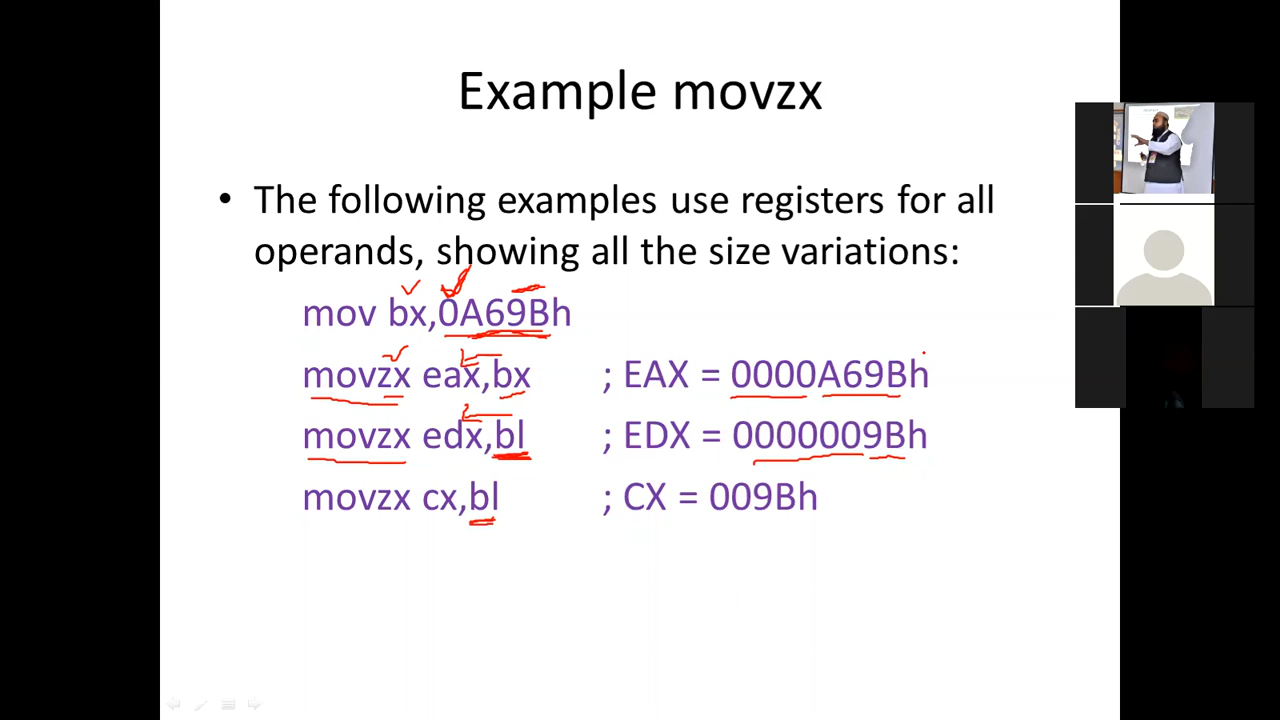 Example movzx
• The following examples use registers for all
operands, showing all the size variations:
mov bx,0A69Bh
movzx eax,bx ; EAX = 0000A69Bh
movzx edx,bl ; EDX = 0000009Bh
movzx cx,bl ; CX = 009Bh